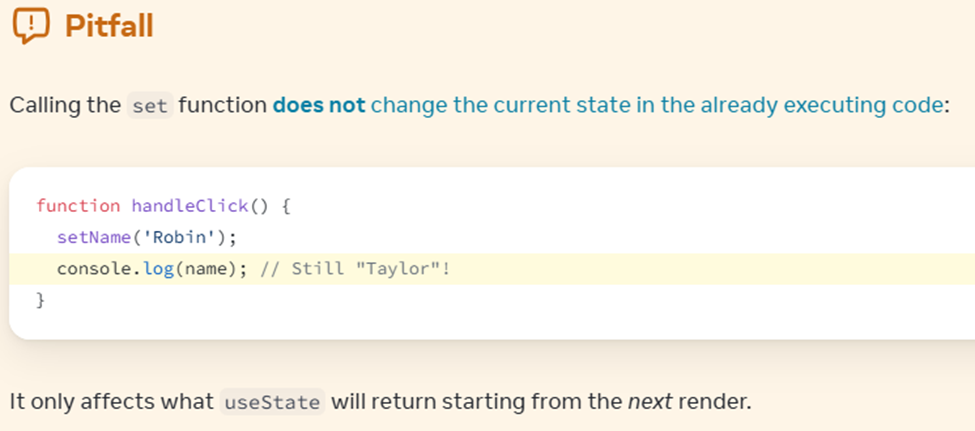 Pitfall
Calling the set function does not change the current state in the already executing code:
function handleClick() {
  setName('Robin');
  console.log(name); // Still "Taylor"!
}
It only affects what useState will return starting from the next render.